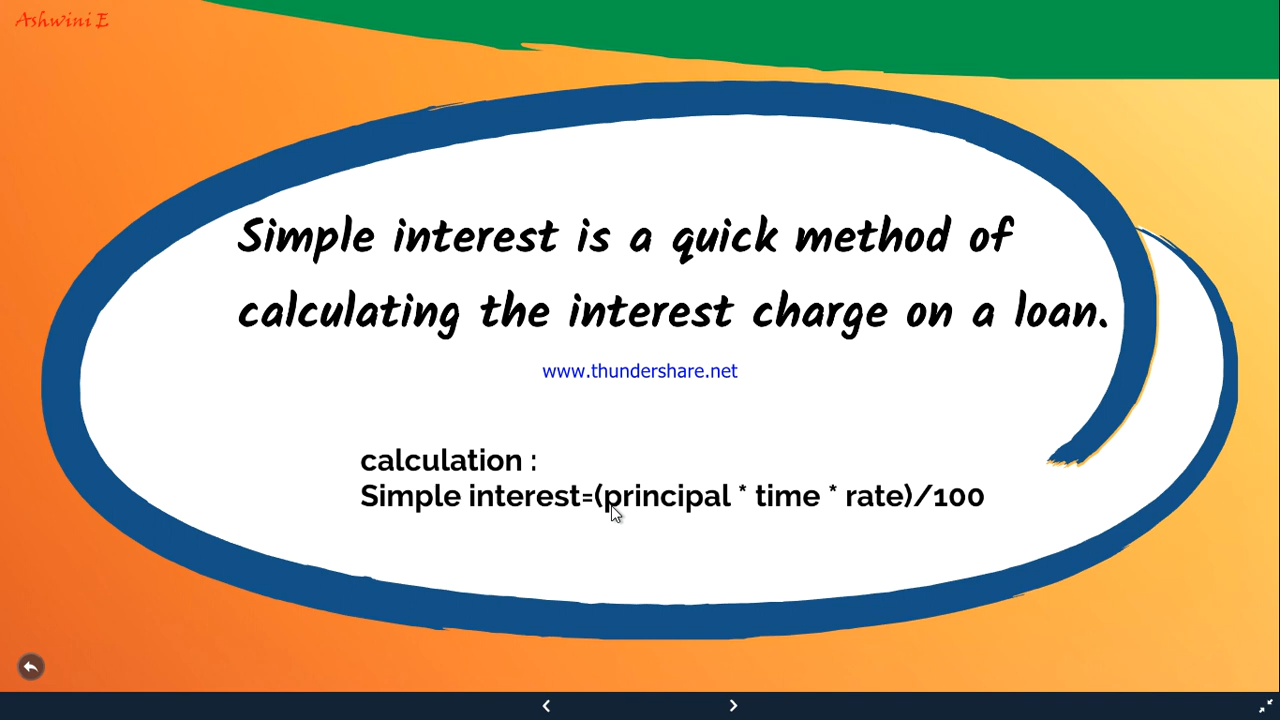 Ashwini E
Simple interest is a quick method of
calculating the interest charge on a loan.
www.thundershare.net
calculation :
Simple interest=(principal * time * rate)/100